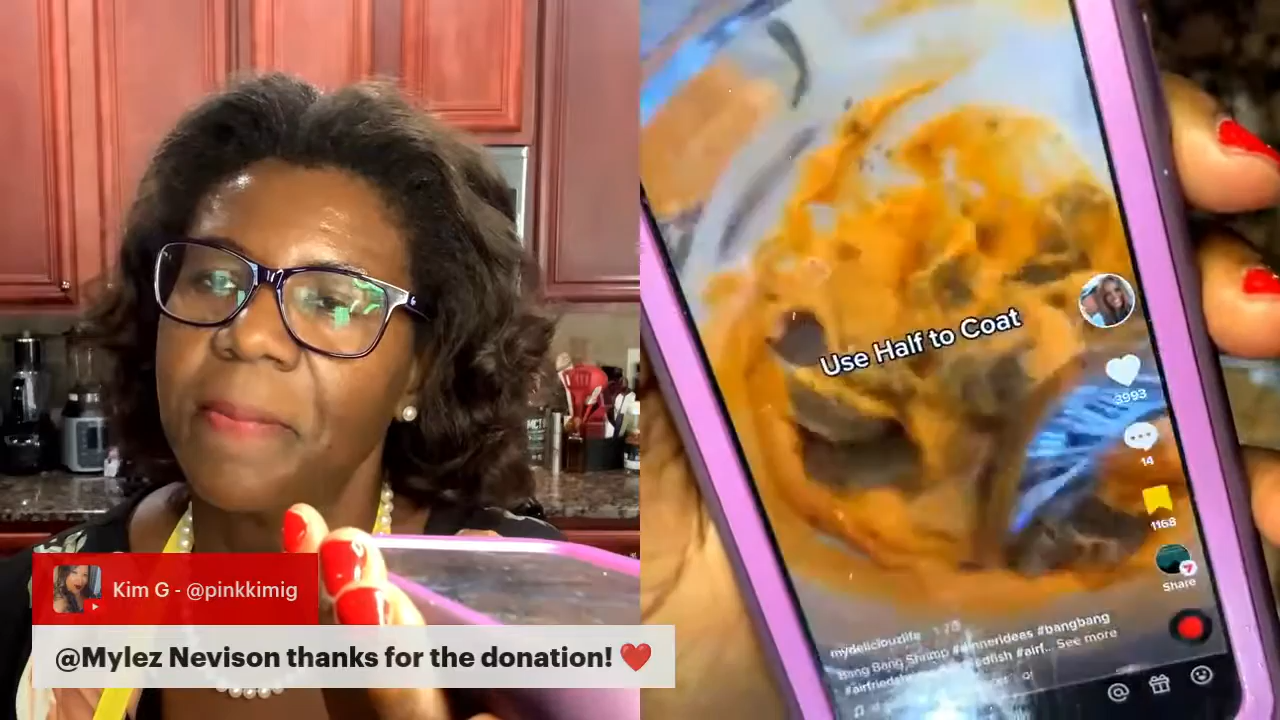 Kim G - @pinkkimig
@Mylez Nevison thanks for the donation! ❤️
Use Half to Coat
3993
14
1168
Share
mydeliciouzlife
Bang Bang Shrimp ##dinneridees #bangbang
See more